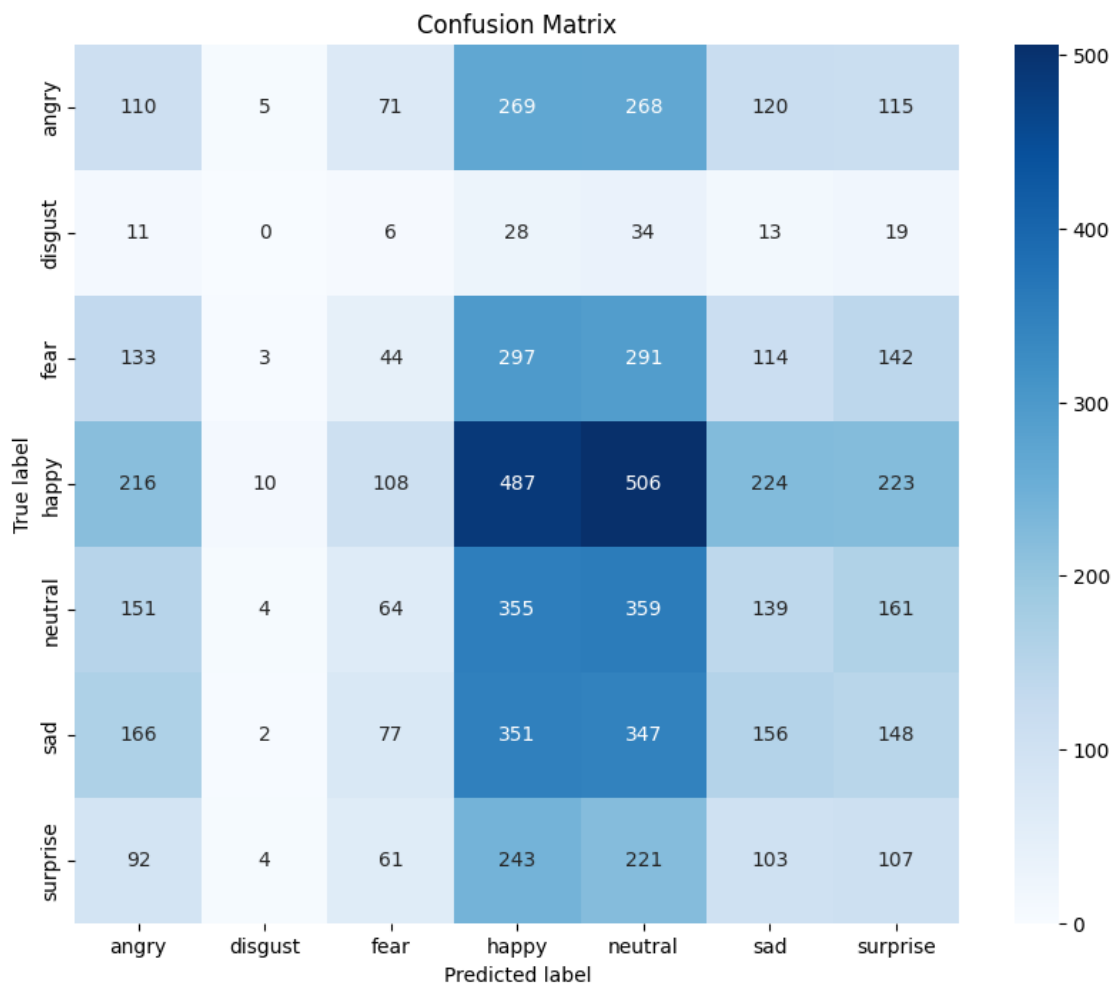 Confusion Matrix
angry 110 5 71 269 268 120 115
disgust 11 0 6 28 34 13 19
fear 133 3 44 297 291 114 142
happy 216 10 108 487 506 224 223
neutral 151 4 64 355 359 139 161
sad 166 2 77 351 347 156 148
surprise 92 4 61 243 221 103 107
angry disgust fear happy neutral sad surprise
Predicted label
True label
500
400
300
200
100
0